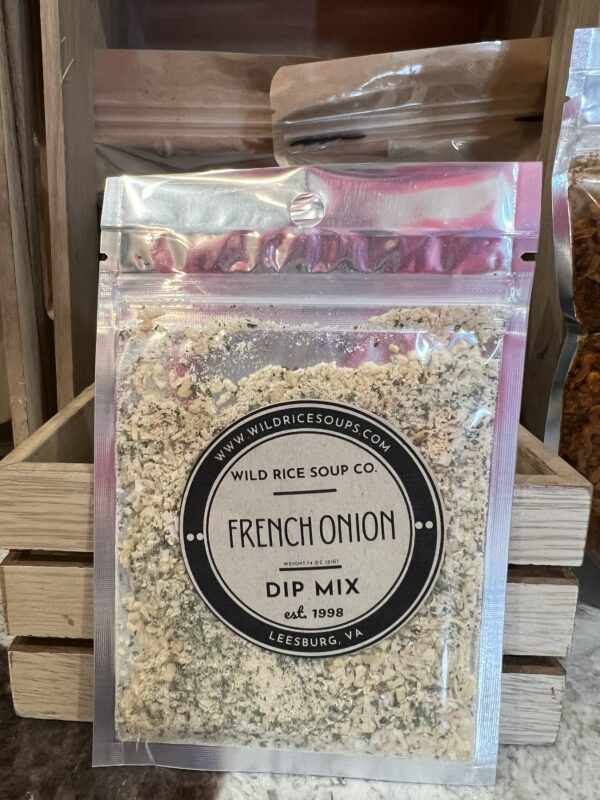 WWW.WILDRICESOUPS.COM
WILD RICE SOUP CO.
FRENCH ONION
DIP MIX
est. 1998
LEESBURG, VA